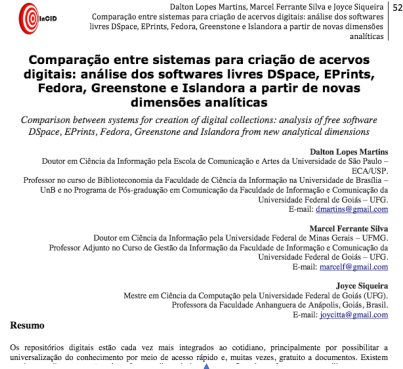 InCID
Dalton Lopes Martins, Marcel Ferrante Silva e Joyce Siqueira
52
Comparação entre sistemas para criação de acervos digitais: análise dos softwares
livres DSpace, EPrints, Fedora, Greenstone e Islandora a partir de novas dimensões
analíticas
Comparação entre sistemas para criação de acervos
digitais: análise dos softwares livres DSpace, EPrints,
Fedora, Greenstone e Islandora a partir de novas
dimensões analíticas
Comparison between systems for creation of digital collections: analysis of free software
DSpace, EPrints, Fedora, Greenstone and Islandora from new analytical dimensions
Dalton Lopes Martins
Doutor em Ciência da Informação pela Escola de Comunicação e Artes da Universidade de São Paulo –
ECA/USP.
Professor no curso de Biblioteconomia da Faculdade de Ciência da Informação na Universidade de Brasília –
UnB e no Programa de Pós-graduação em Comunicação da Faculdade de Informação e Comunicação da
Universidade Federal de Goiás – UFG.
E-mail: dmartins@gmail.com
Marcel Ferrante Silva
Doutor em Ciência da Informação pela Universidade Federal de Minas Gerais – UFMG.
Professor Adjunto no Curso de Gestão da Informação da Faculdade de Informação e Comunicação da
Universidade Federal de Goiás – UFG.
E-mail: marcelf@gmail.com
Joyce Siqueira
Mestre em Ciência da Computação pela Universidade Federal de Goiás (UFG).
Professora da Faculdade Anhanguera de Anápolis, Goiás, Brasil.
E-mail: joycitta@gmail.com
Resumo
Os repositórios digitais estão cada vez mais integrados ao cotidiano, principalmente por possibilitar a
universalização do conhecimento por meio de acesso rápido e, muitas vezes, gratuito a documentos. Existem